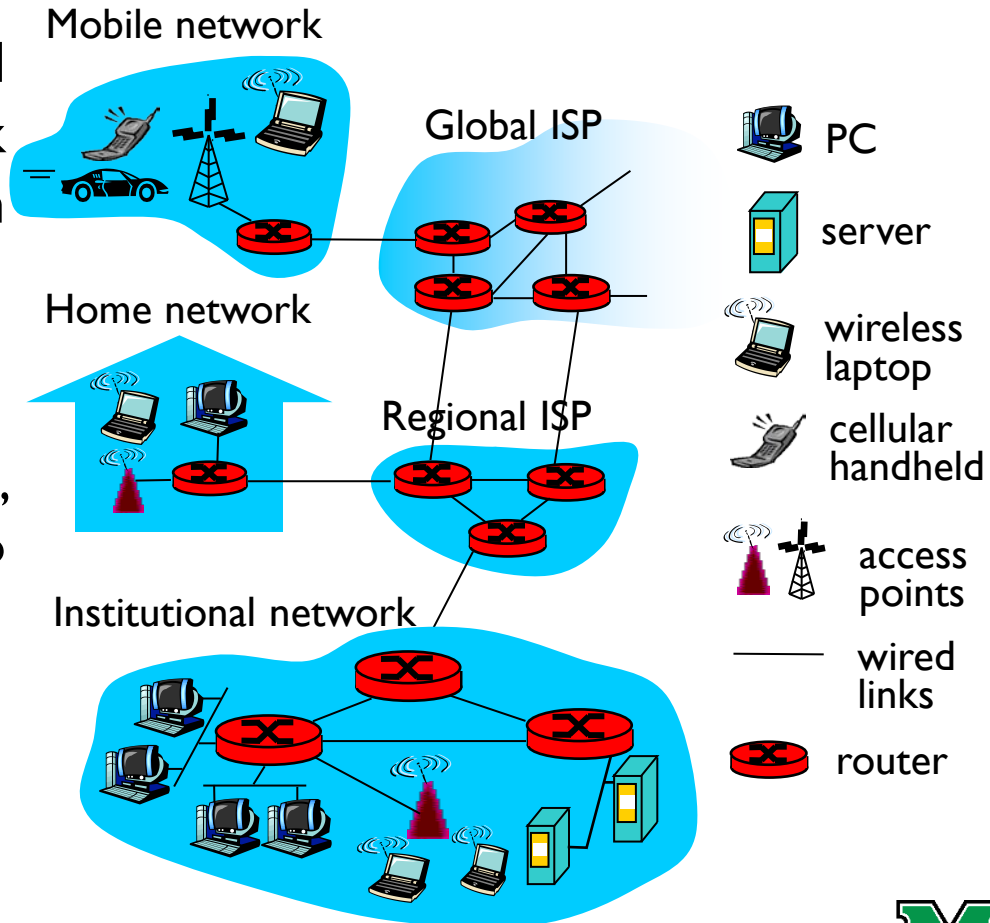 Mobile network
Global ISP
Home network
Regional ISP
Institutional network
PC
server
wireless
laptop
cellular
handheld
access
points
wired
links
router